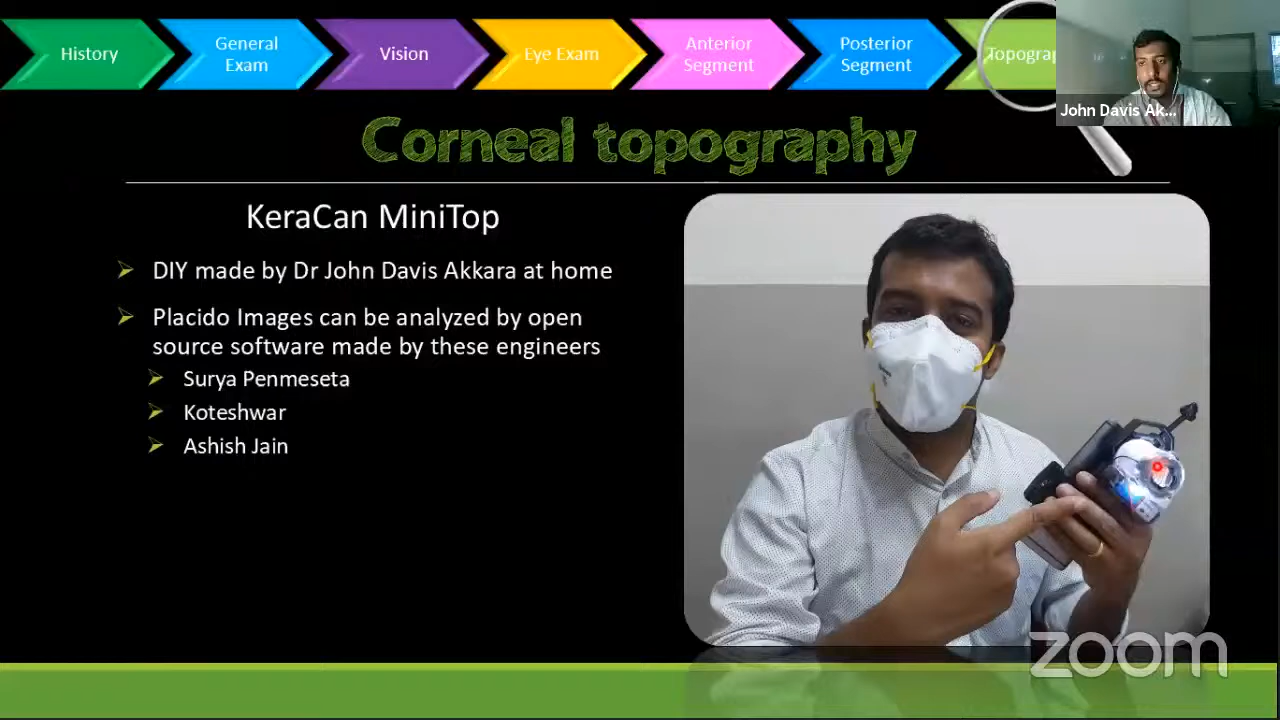 History
General
Exam
Vision
Eye Exam
Anterior
Segment
Posterior
Segment
Topograp
John Davis Ak...
Corneal topography
KeraCan MiniTop
DIY made by Dr John Davis Akkara at home
Placido Images can be analyzed by open
source software made by these engineers
Surya Penmeseta
Koteshwar
Ashish Jain
zoom